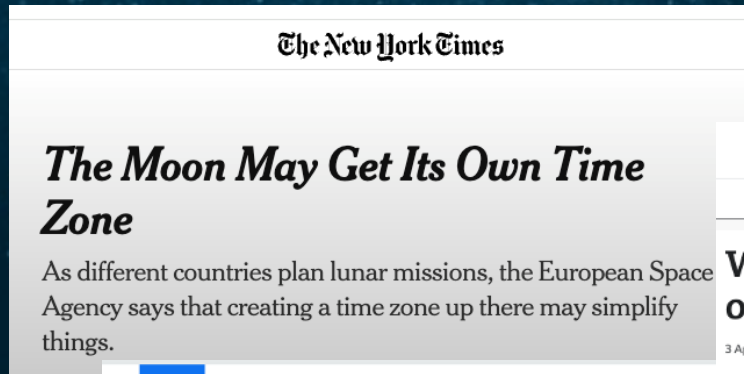 The New York Times
The Moon May Get Its Own Time
Zone
As different countries plan lunar missions, the European Space
Agency says that creating a time zone up there may simplify
things.